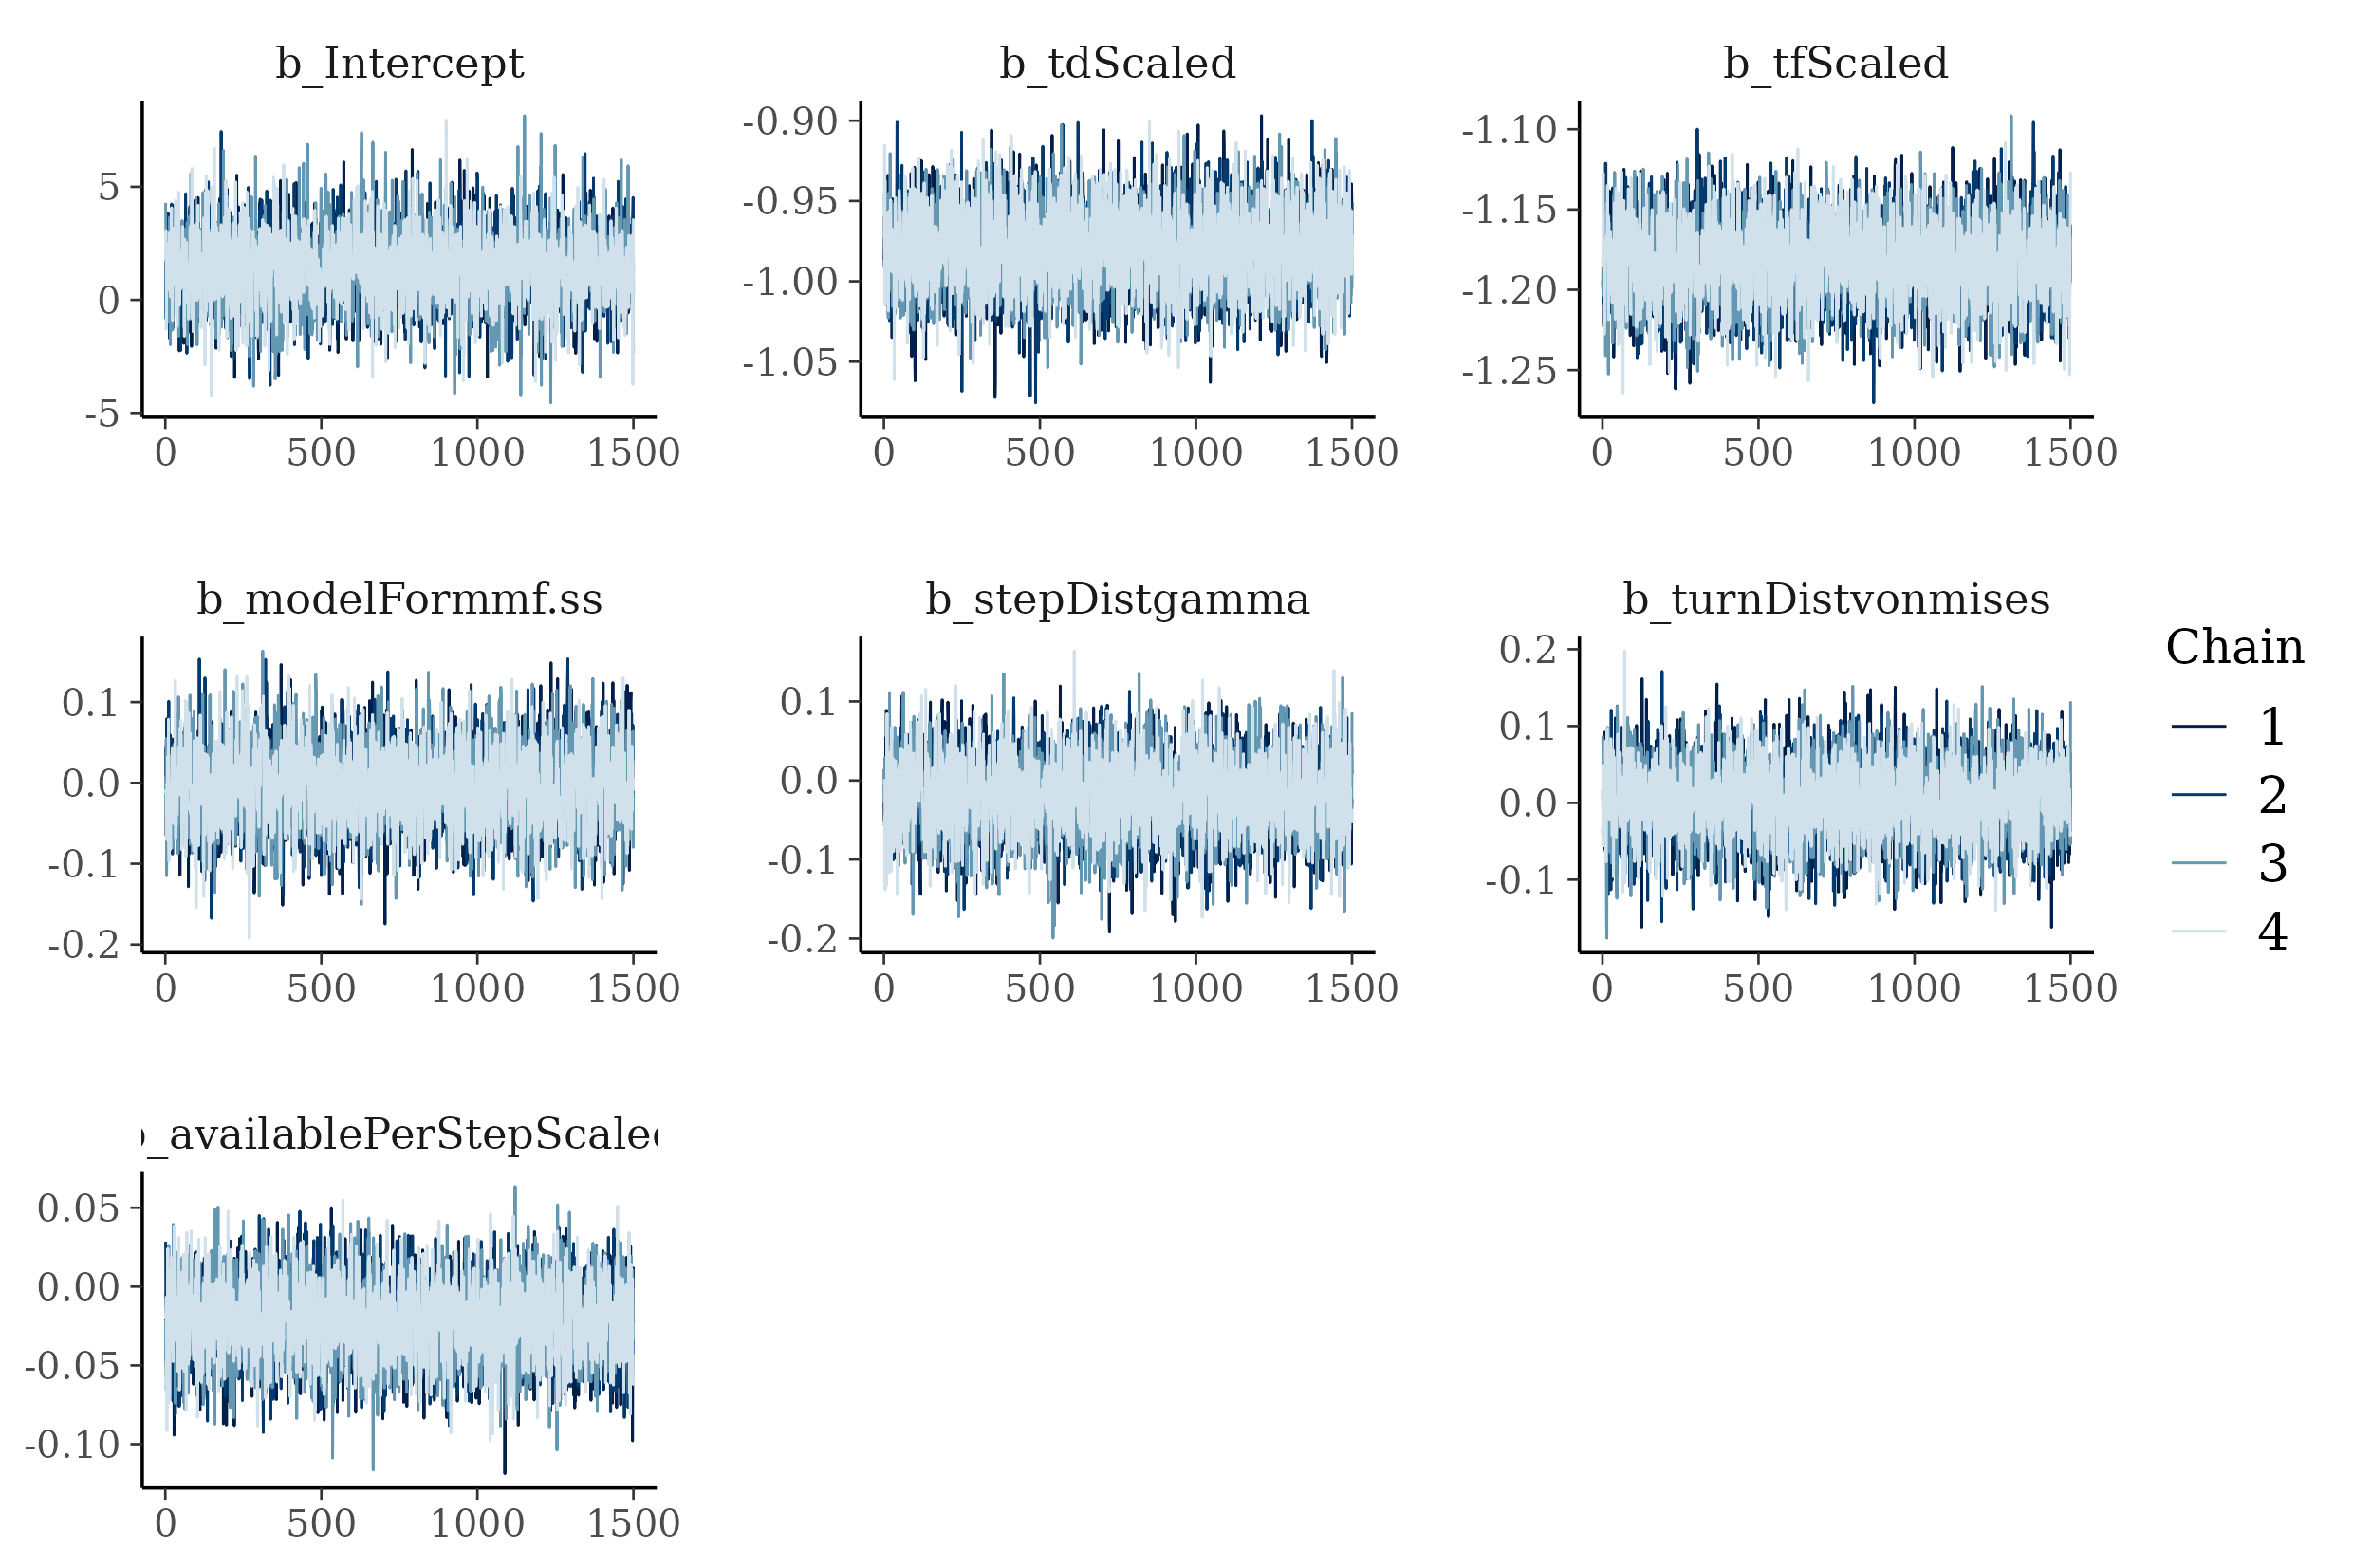 b_Intercept b_tdScaled b_tfScaled
5
0
-5
0 500 1000 1500
-0.90
-0.95
-1.00
-1.05
0 500 1000 1500
-1.10
-1.15
-1.20
-1.25
0 500 1000 1500
b_modelFormmf.ss b_stepDistgamma b_turnDistvonmises
0.1
0.0
-0.1
-0.2
0 500 1000 1500
0.1
0.0
-0.1
-0.2
0 500 1000 1500
0.2
0.1
0.0
-0.1
0 500 1000 1500
Chain
1
2
3
4
_availablePerStepScale
0.05
0.00
-0.05
-0.10
0 500 1000 1500